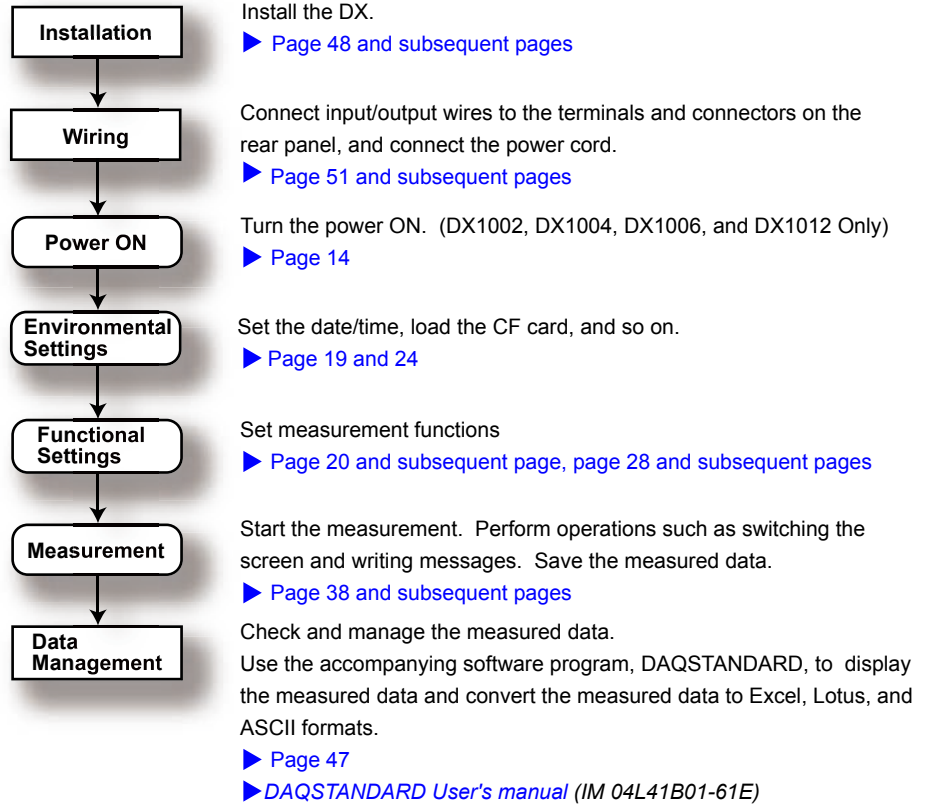 Installation
Install the DX.
▶ Page 48 and subsequent pages
Wiring
Connect input/output wires to the terminals and connectors on the
rear panel, and connect the power cord.
▶ Page 51 and subsequent pages
Power ON
Turn the power ON. (DX1002, DX1004, DX1006, and DX1012 Only)
▶ Page 14
Environmental
Settings
Set the date/time, load the CF card, and so on.
▶ Page 19 and 24
Functional
Settings
Set measurement functions
▶ Page 20 and subsequent page, page 28 and subsequent pages
Measurement
Start the measurement. Perform operations such as switching the
screen and writing messages. Save the measured data.
▶ Page 38 and subsequent pages
Data
Management
Check and manage the measured data.
Use the accompanying software program, DAQSTANDARD, to display
the measured data and convert the measured data to Excel, Lotus, and
ASCII formats.
▶ Page 47
▶DAQSTANDARD User's manual (IM 04L41B01-61E)